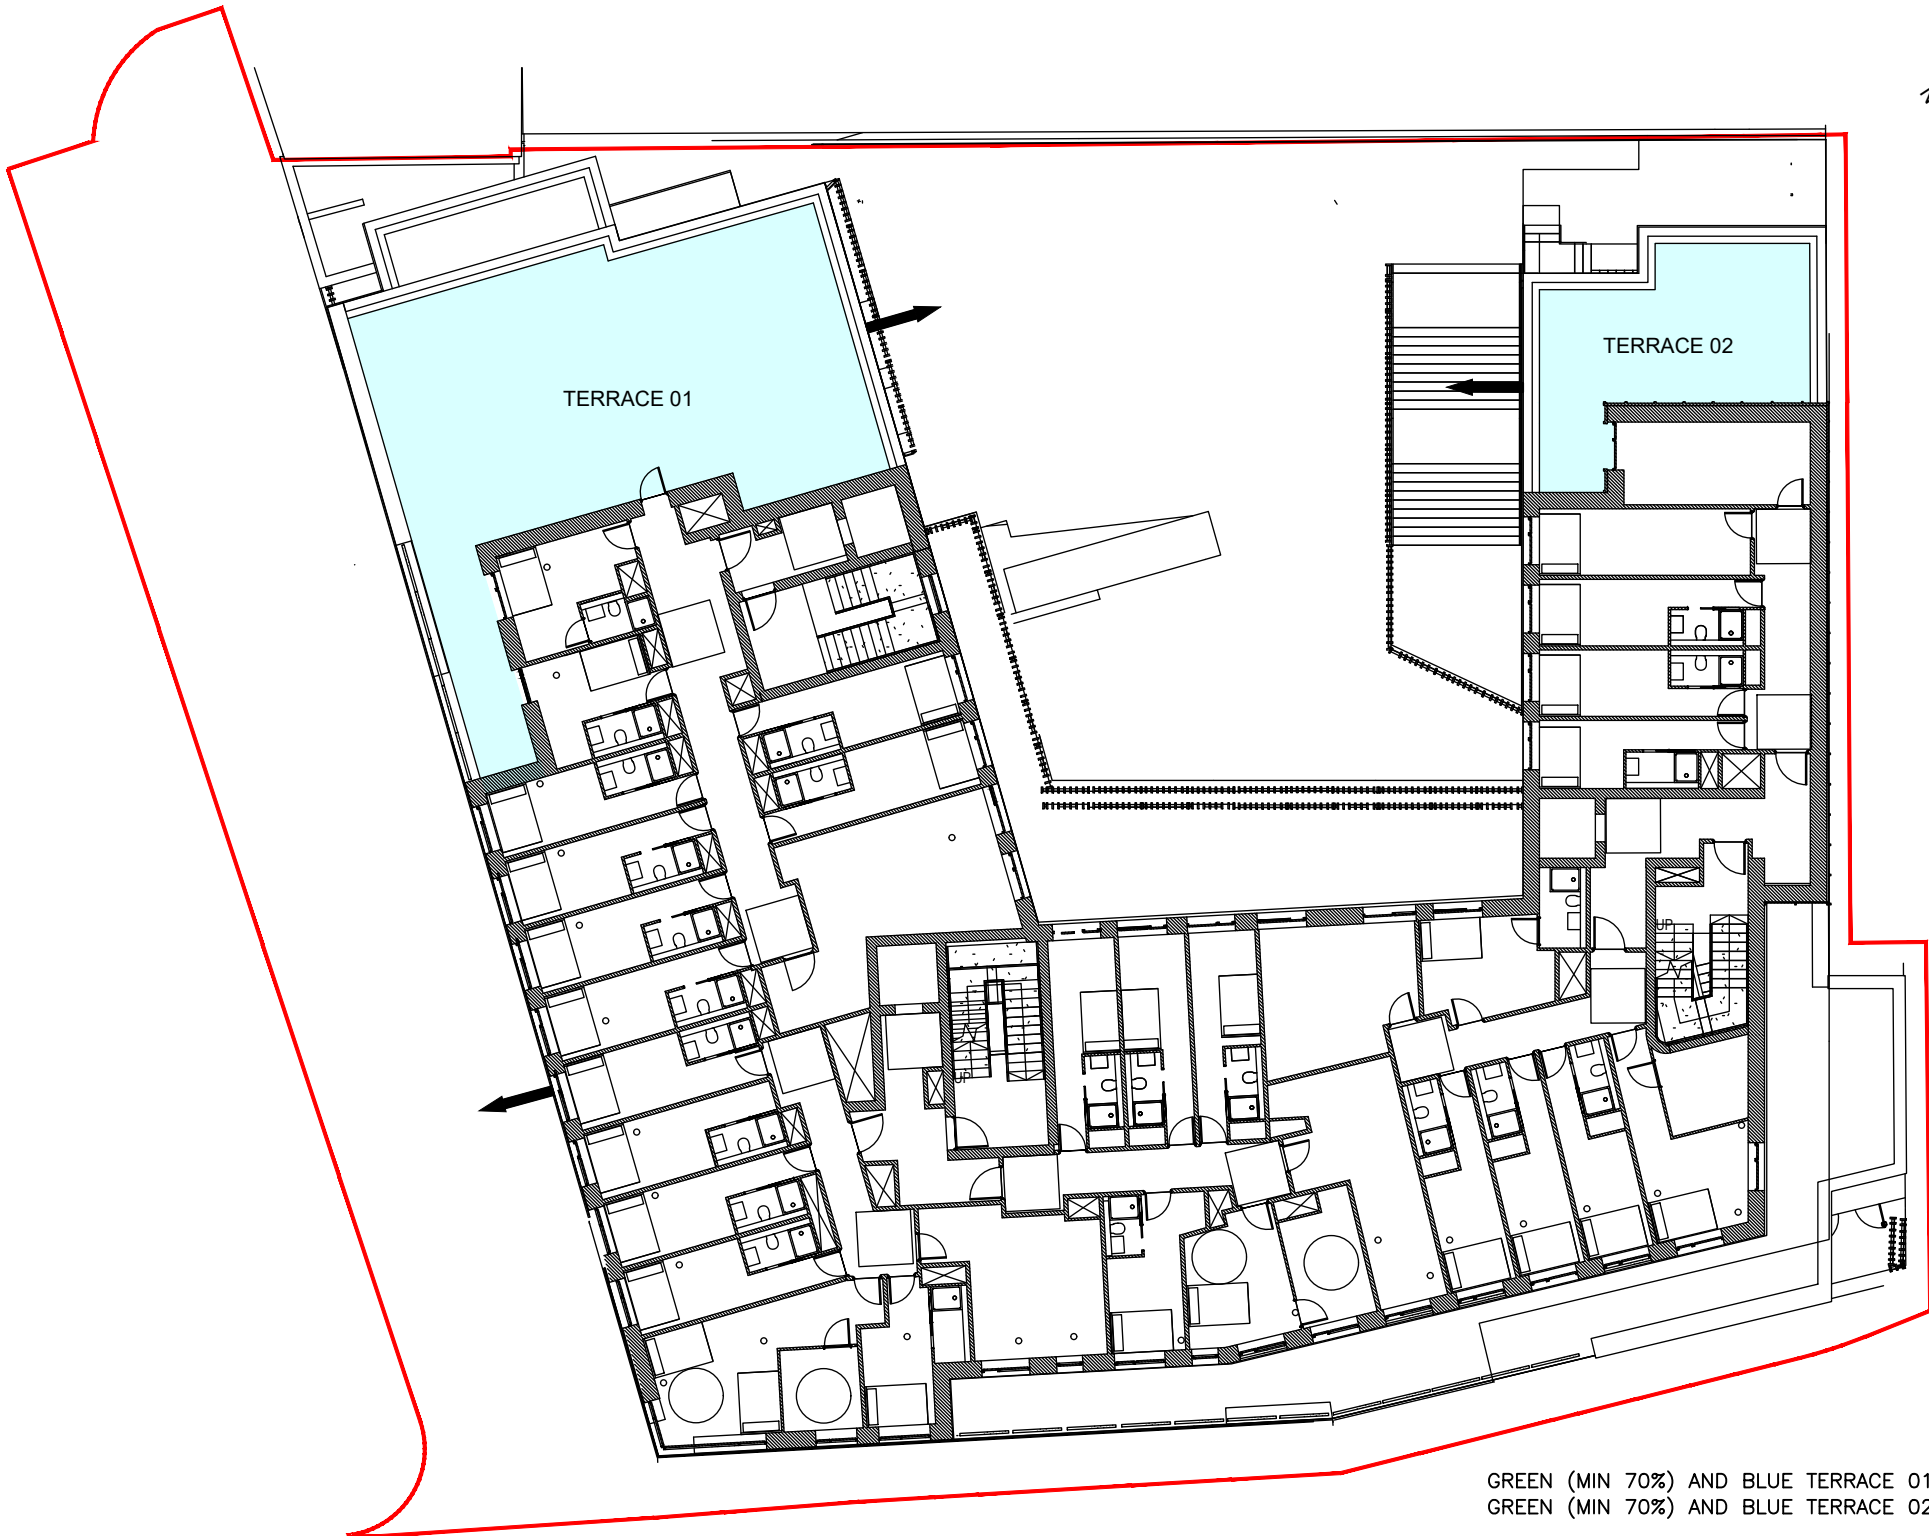 TERRACE 02
TERRACE 01
UP
UP
GREEN (MIN 70%) AND BLUE TERRACE 01
GREEN (MIN 70%) AND BLUE TERRACE 02